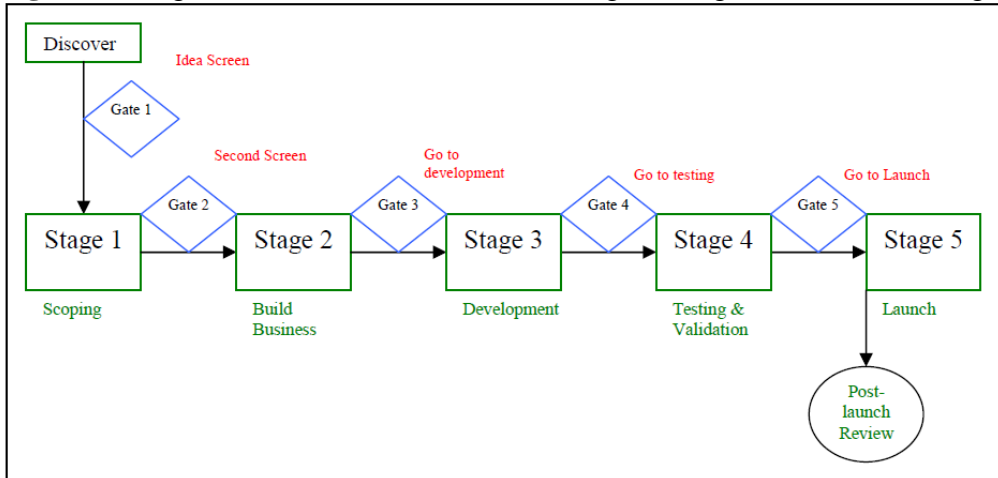 Discover
Idea Screen
Gate 1
Second Screen
Go to
development
Go to testing
Go to Launch
Gate 2
Gate 3
Gate 4
Gate 5
Stage 1
Stage 2
Stage 3
Stage 4
Stage 5
Scoping
Build
Business
Development
Testing &
Validation
Launch
Post-
launch
Review